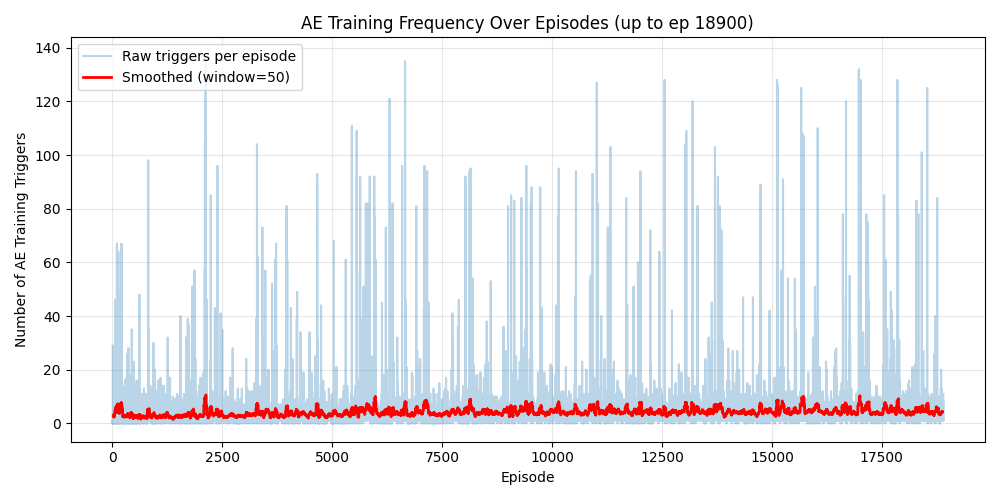 AE Training Frequency Over Episodes (up to ep 18900)
Raw triggers per episode
Smoothed (window=50)
Number of AE Training Triggers
140
120
100
80
60
40
20
0
0 2500 5000 7500 10000 12500 15000 17500
Episode